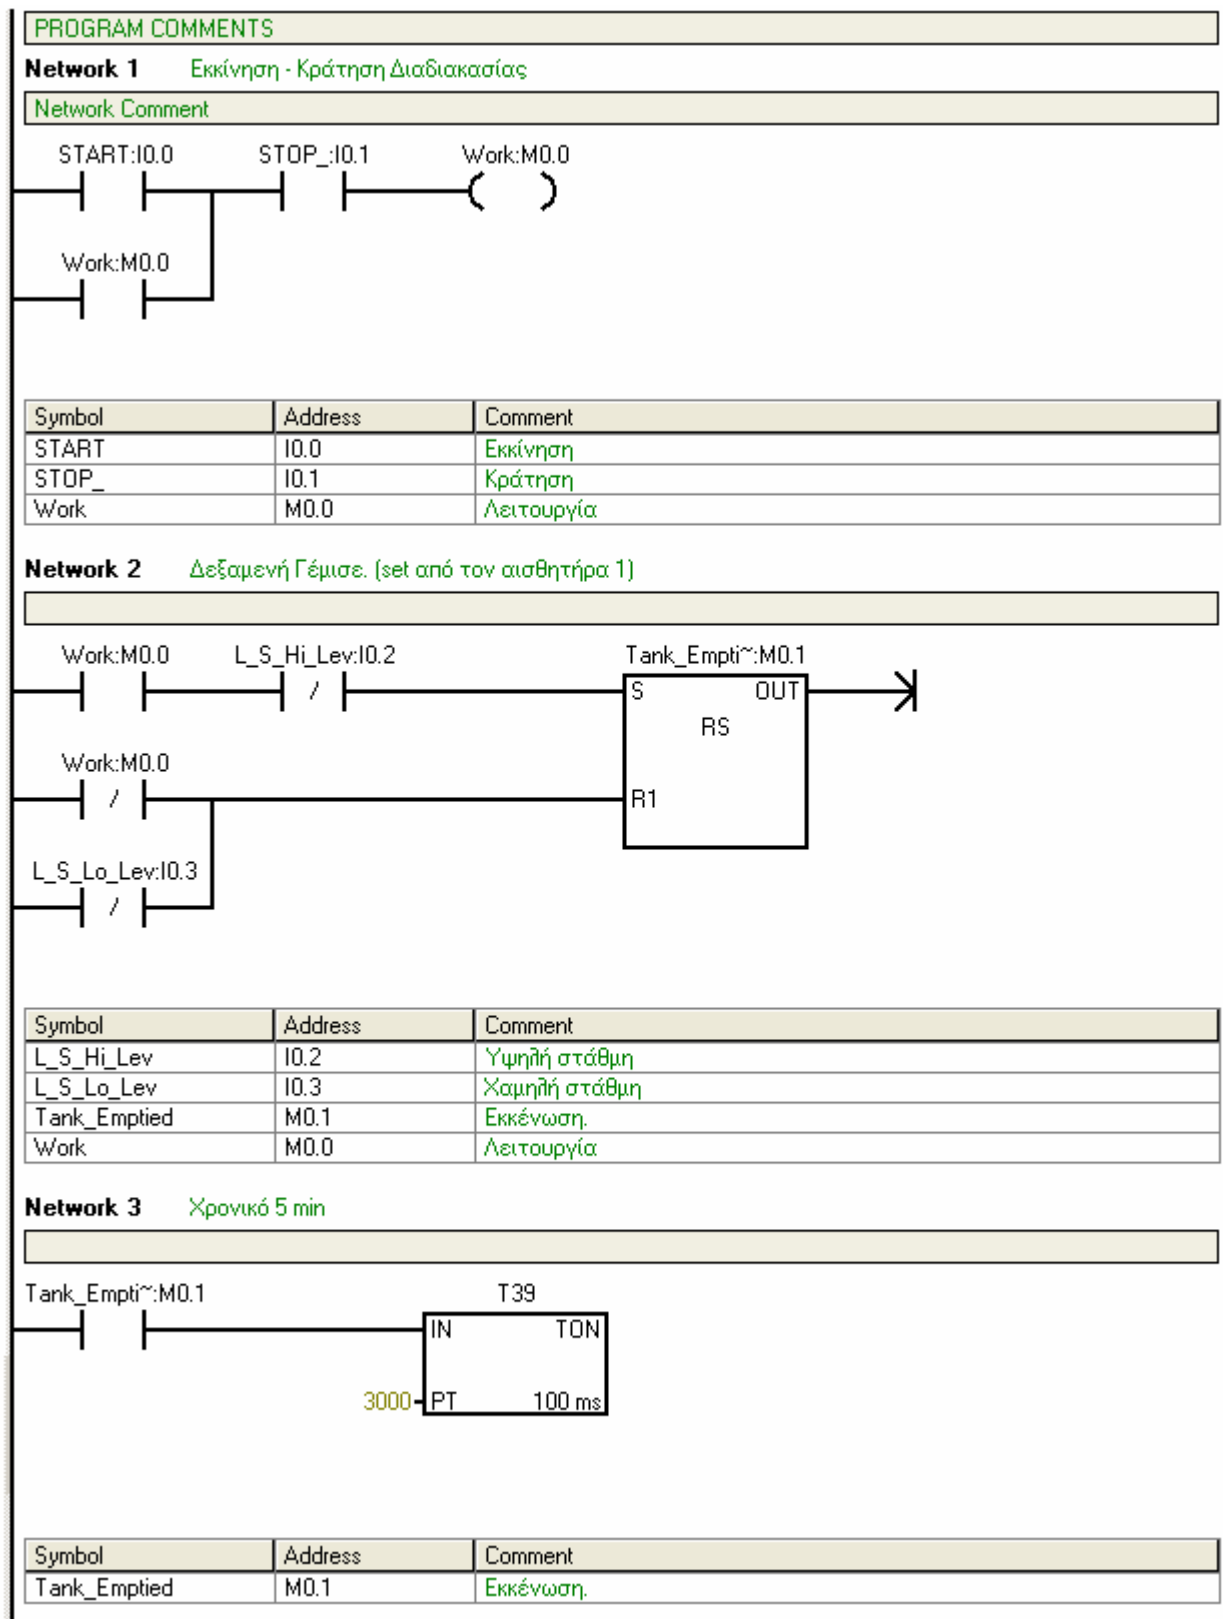 PROGRAM COMMENTS
Network 1 Εκκίνηση - Κράτηση Διαδιακασίας
Network Comment
START:I0.0 STOP_:I0.1 Work:M0.0
Work:M0.0
Symbol Address Comment
START I0.0 Εκκίνηση
STOP_ I0.1 Κράτηση
Work M0.0 Λειτουργία
Network 2 Δεξαμενή Γέμισε. (set από τον αισθητήρα 1)
Work:M0.0 L_S_Hi_Lev:I0.2 Tank_Empti~:M0.1
/ S OUT
RS
Work:M0.0
/ R1
L_S_Lo_Lev:I0.3
/
Symbol Address Comment
L_S_Hi_Lev I0.2 Υψηλή στάθμη
L_S_Lo_Lev I0.3 Χαμηλή στάθμη
Tank_Emptied M0.1 Εκκένωση.
Work M0.0 Λειτουργία
Network 3 Χρονικό 5 min
Tank_Empti~:M0.1 T39
IN TON
3000 PT 100 ms
Symbol Address Comment
Tank_Emptied M0.1 Εκκένωση.